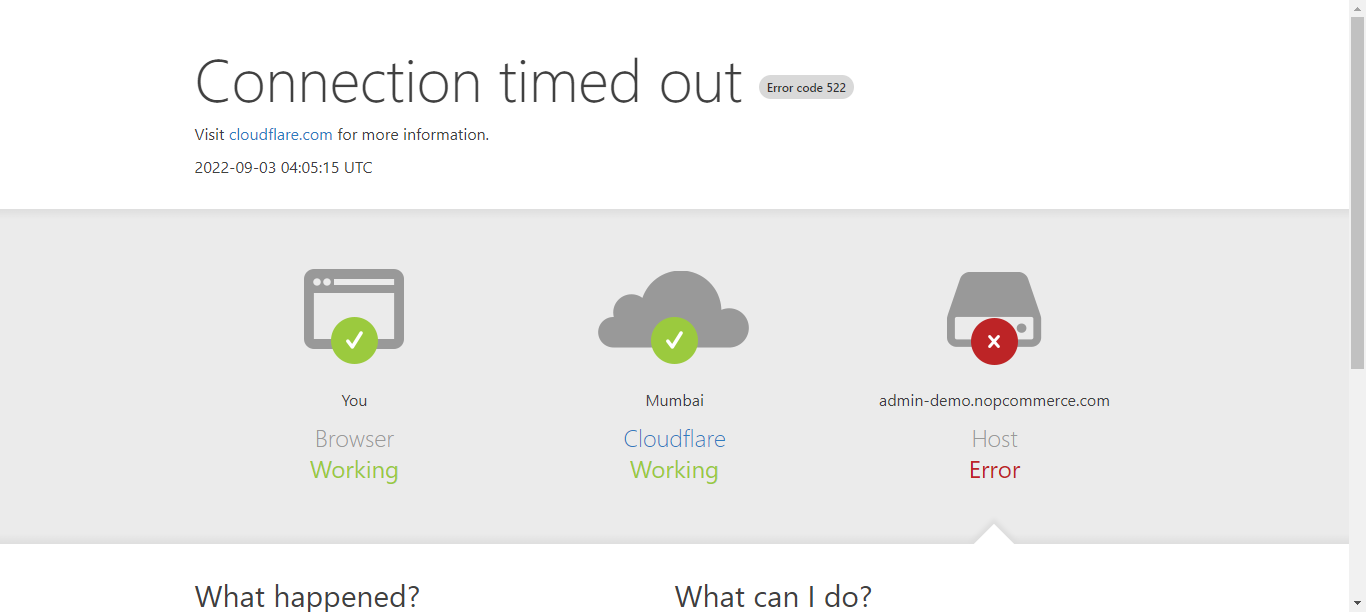 Connection timed out Error code 522
Visit cloudflare.com for more information.
2022-09-03 04:05:15 UTC
You
Browser
Working
Mumbai
Cloudflare
Working
admin-demo.nopcommerce.com
Host
Error
What happened?
What can I do?